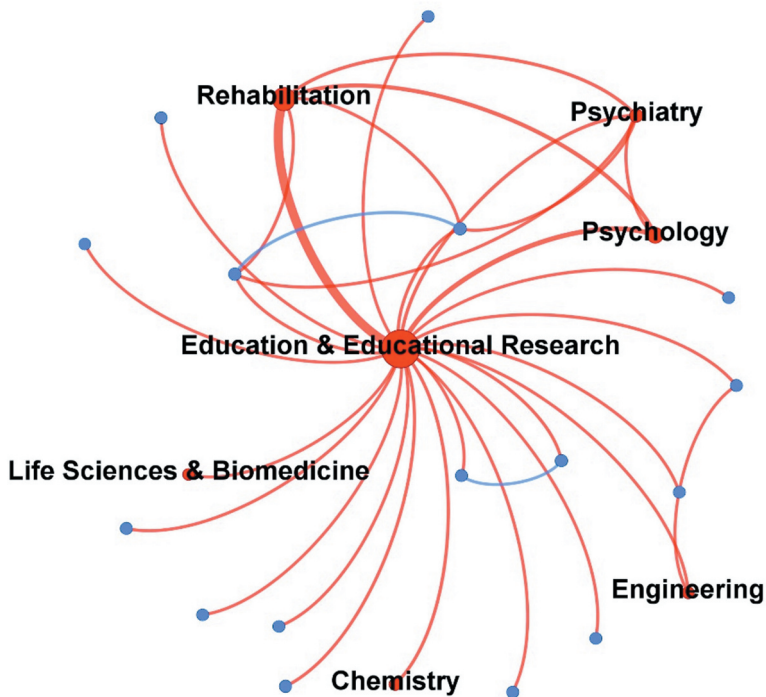 Rehabilitation
Psychiatry
Psychology
Education & Educational Research
Life Sciences & Biomedicine
Engineering
Chemistry